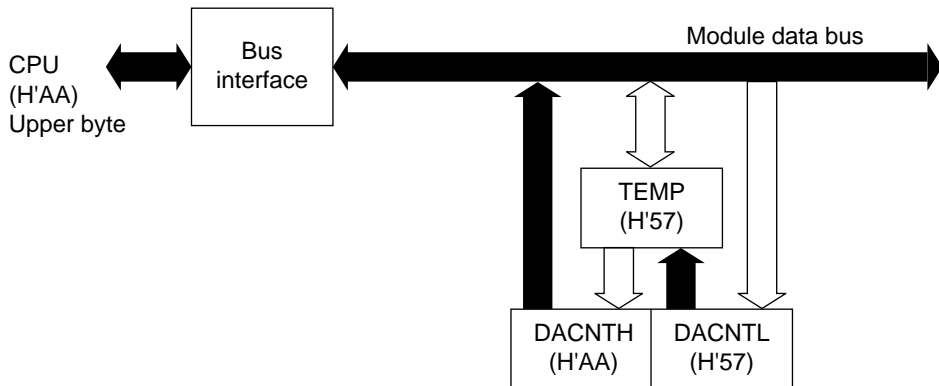 CPU
(H'AA)
Upper byte
Bus
interface
Module data bus
TEMP
(H'57)
DACNTH
(H'AA)
DACNTL
(H'57)